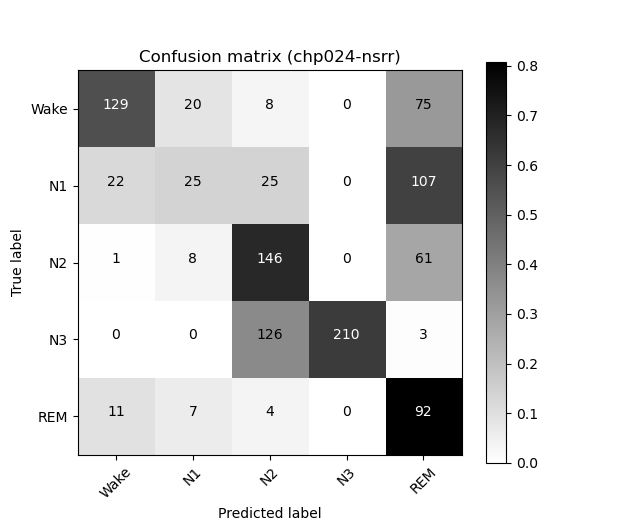 Confusion matrix (chp024-nsrr)
True label
Wake 129 20 8 0 75
N1 22 25 25 0 107
N2 1 8 146 0 61
N3 0 0 126 210 3
REM 11 7 4 0 92
Wake N1 N2 N3 REM
Predicted label
0.8
0.7
0.6
0.5
0.4
0.3
0.2
0.1
0.0